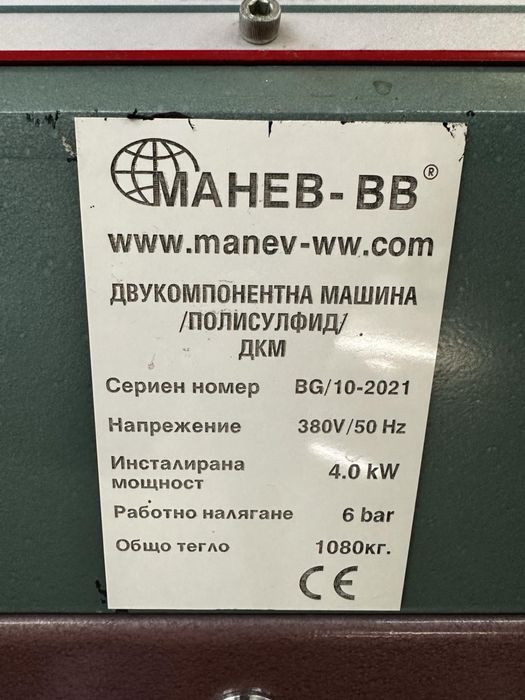 МАНЕВ-ВВ®
www.manev-ww.com
ДВУКОМПОНЕНТНА МАШИНА
/ПОЛИСУЛФИД/
ДКМ
Сериен номер BG/10-2021
Напрежение 380V/50 Hz
Инсталирана
мощност 4.0 kW
Работно налягане 6 bar
Общо тегло 1080кг.
CE